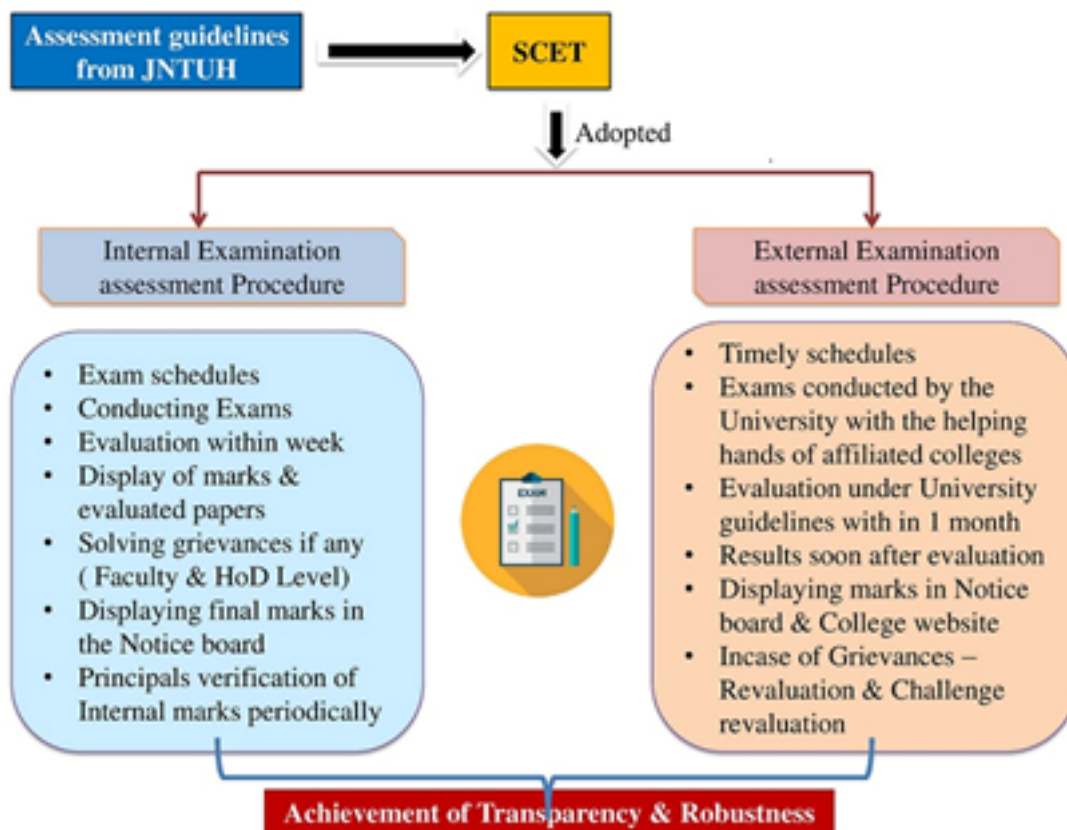 Assessment guidelines
from JNTUH
SCET
Adopted
Internal Examination
assessment Procedure
• Exam schedules
• Conducting Exams
• Evaluation within week
• Display of marks &
evaluated papers
• Solving grievances if any
( Faculty & HoD Level)
• Displaying final marks in
the Notice board
• Principals verification of
Internal marks periodically
EXAM
External Examination
assessment Procedure
• Timely schedules
• Exams conducted by the
University with the helping
hands of affiliated colleges
• Evaluation under University
guidelines with in 1 month
• Results soon after evaluation
• Displaying marks in Notice
board & College website
• Incase of Grievances –
Revaluation & Challenge
revaluation
Achievement of Transparency & Robustness